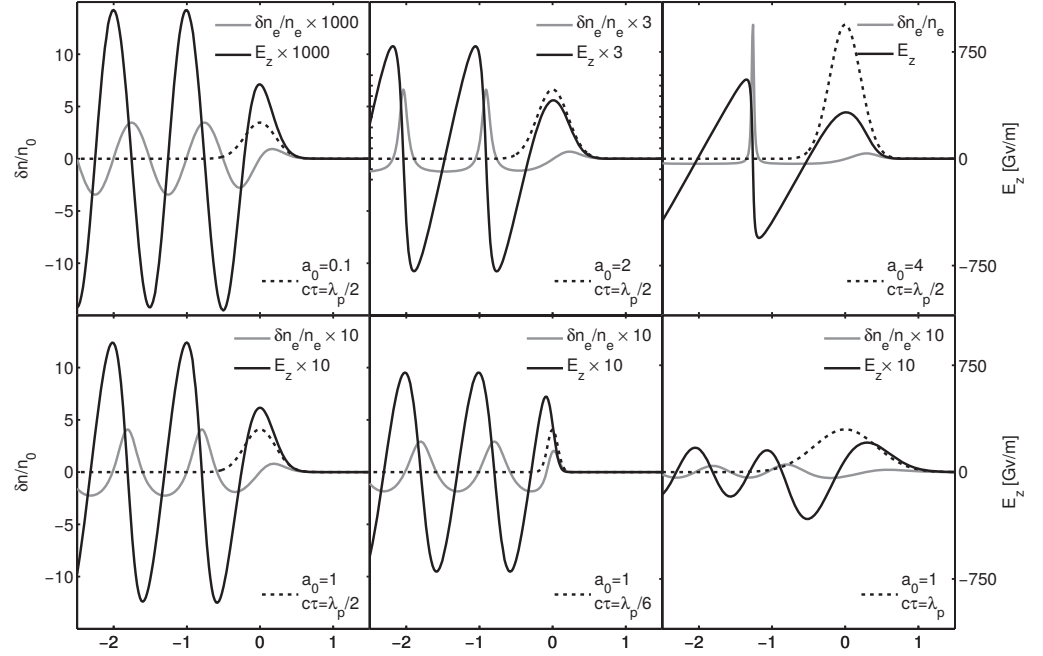 δn_e/n_e × 1000
E_z × 1000
10
5
0
−5
−10
δn/n_0
a_0=0.1
cτ=λ_p/2
δn_e/n_e × 3
E_z × 3
a_0=2
cτ=λ_p/2
δn_e/n_e
E_z
750
0
−750
E_z [Gv/m]
a_0=4
cτ=λ_p/2
δn_e/n_e × 10
E_z × 10
10
5
0
−5
−10
δn/n_0
a_0=1
cτ=λ_p/2
−2 −1 0 1
δn_e/n_e × 10
E_z × 10
a_0=1
cτ=λ_p/6
−2 −1 0 1
δn_e/n_e × 10
E_z × 10
750
0
−750
E_z [Gv/m]
a_0=1
cτ=λ_p
−2 −1 0 1